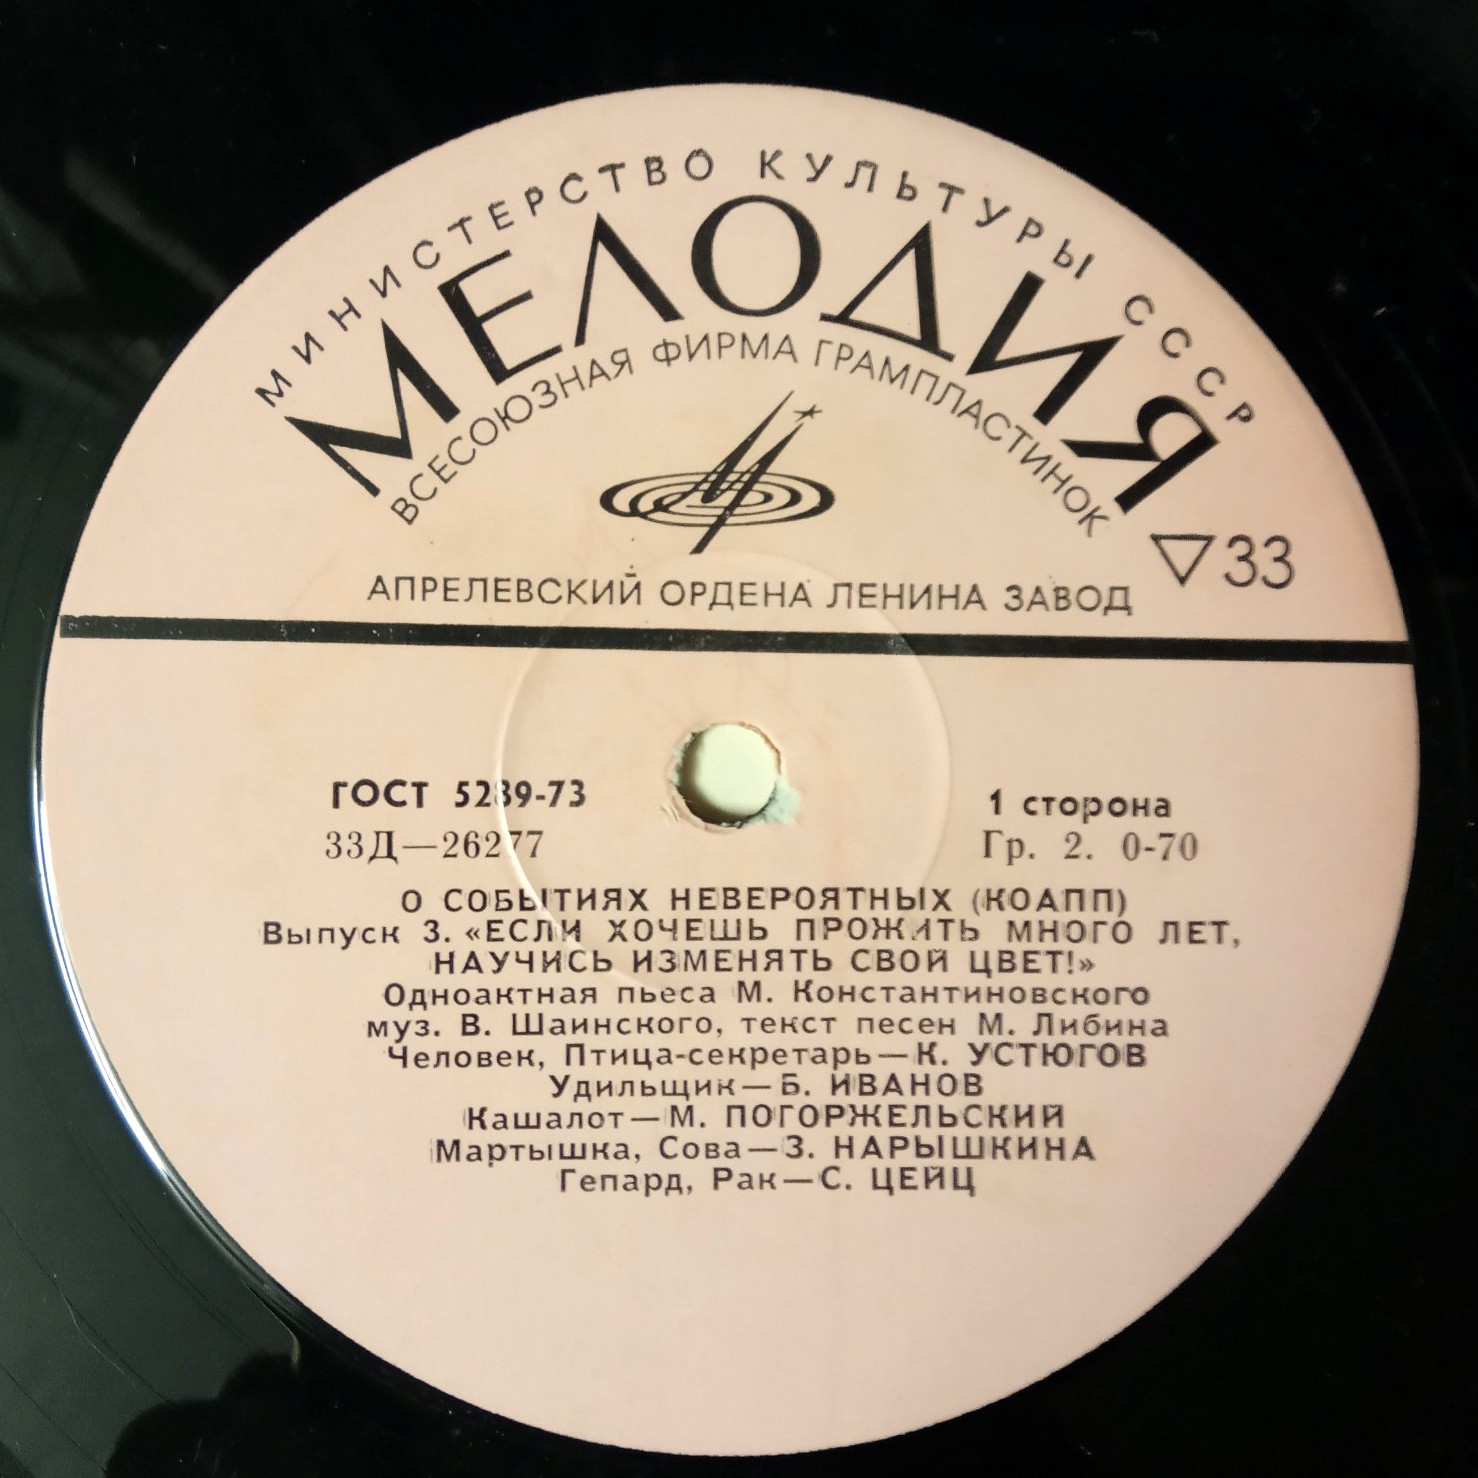 МИНИСТЕРСТВО КУЛЬТУРЫ СССР
МЕЛОДИЯ
ВСЕСОЮЗНАЯ ФИРМА ГРАМПЛАСТИНОК
33
АПРЕЛЕВСКИЙ ОРДЕНА ЛЕНИНА ЗАВОД
ГОСТ 5289-73
1 сторона
33Д—26277
Гр. 2. 0-70
О СОБЫТИЯХ НЕВЕРОЯТНЫХ (КОАПП)
Выпуск 3. «ЕСЛИ ХОЧЕШЬ ПРОЖИТЬ МНОГО ЛЕТ,
НАУЧИСЬ ИЗМЕНЯТЬ СВОЙ ЦВЕТ!»
Одноактная пьеса М. Константиновского
муз. В. Шаинского, текст песен М. Либина
Человек, Птица-секретарь—К. УСТЮГОВ
Удильщик—Б. ИВАНОВ
Кашалот—М. ПОГОРЖЕЛЬСКИЙ
Мартышка, Сова—З. НАРЫШКИНА
Гепард, Рак—С. ЦЕЙЦ